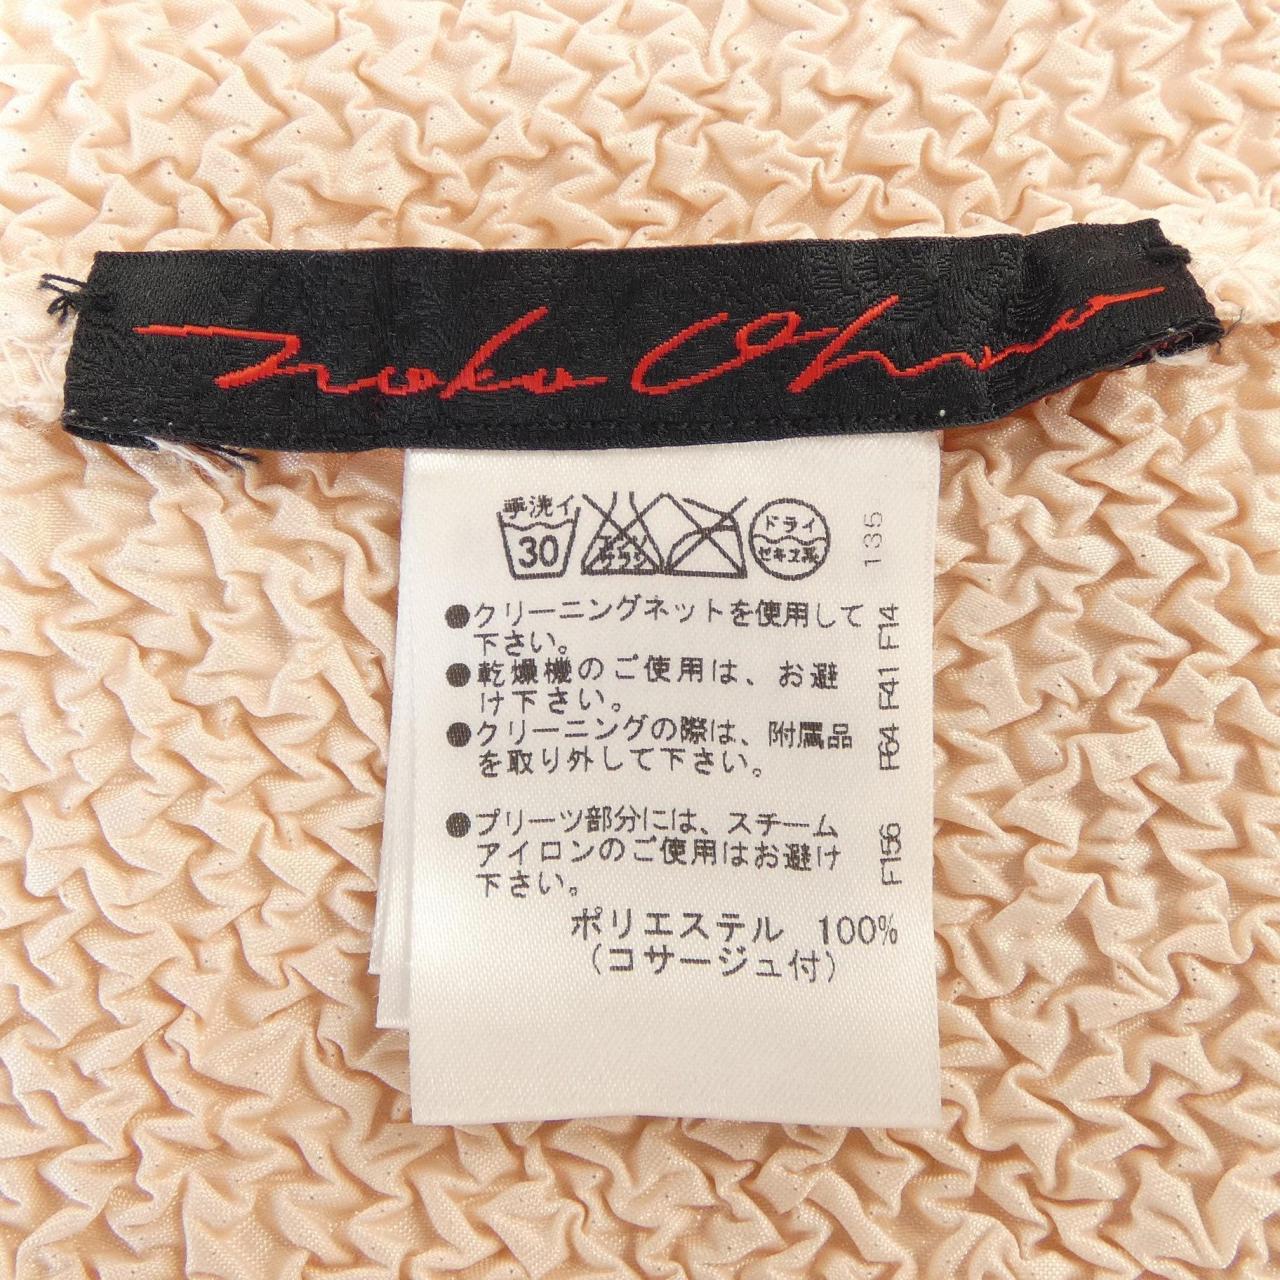 手洗イ
30
ドライ
セキユ系
135
●クリーニングネットを使用して
下さい。
F14
●乾燥機のご使用は、お避
け下さい。
F41
●クリーニングの際は、附属品
を取り外して下さい。
F64
●プリーツ部分には、スチーム
アイロンのご使用はお避け
下さい。
F156
ポリエステル 100%
(コサージュ付)